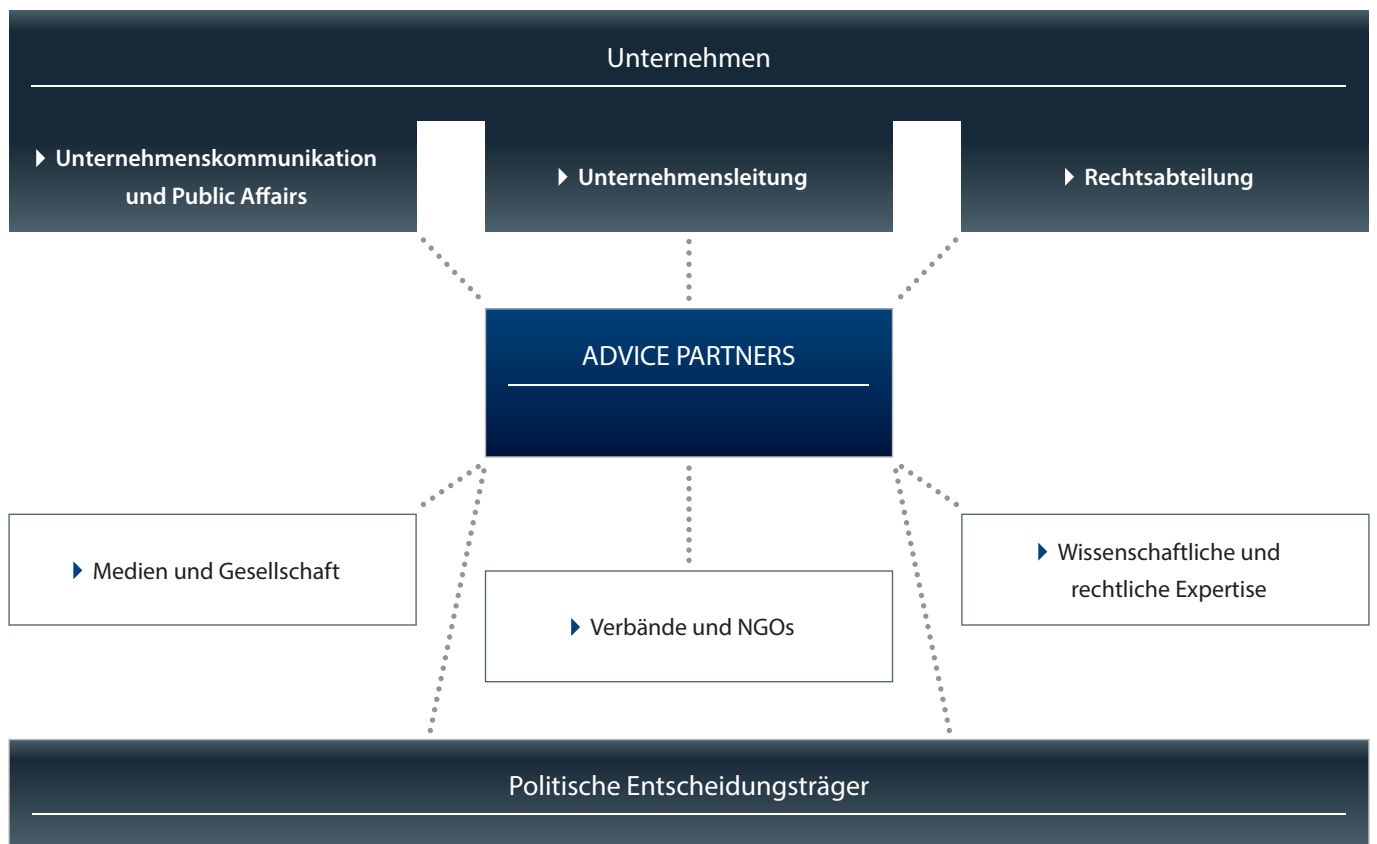 Unternehmen
Unternehmenskommunikation
und Public Affairs
Unternehmensleitung
Rechtsabteilung
ADVICE PARTNERS
Medien und Gesellschaft
Verbände und NGOs
Wissenschaftliche und
rechtliche Expertise
Politische Entscheidungsträger